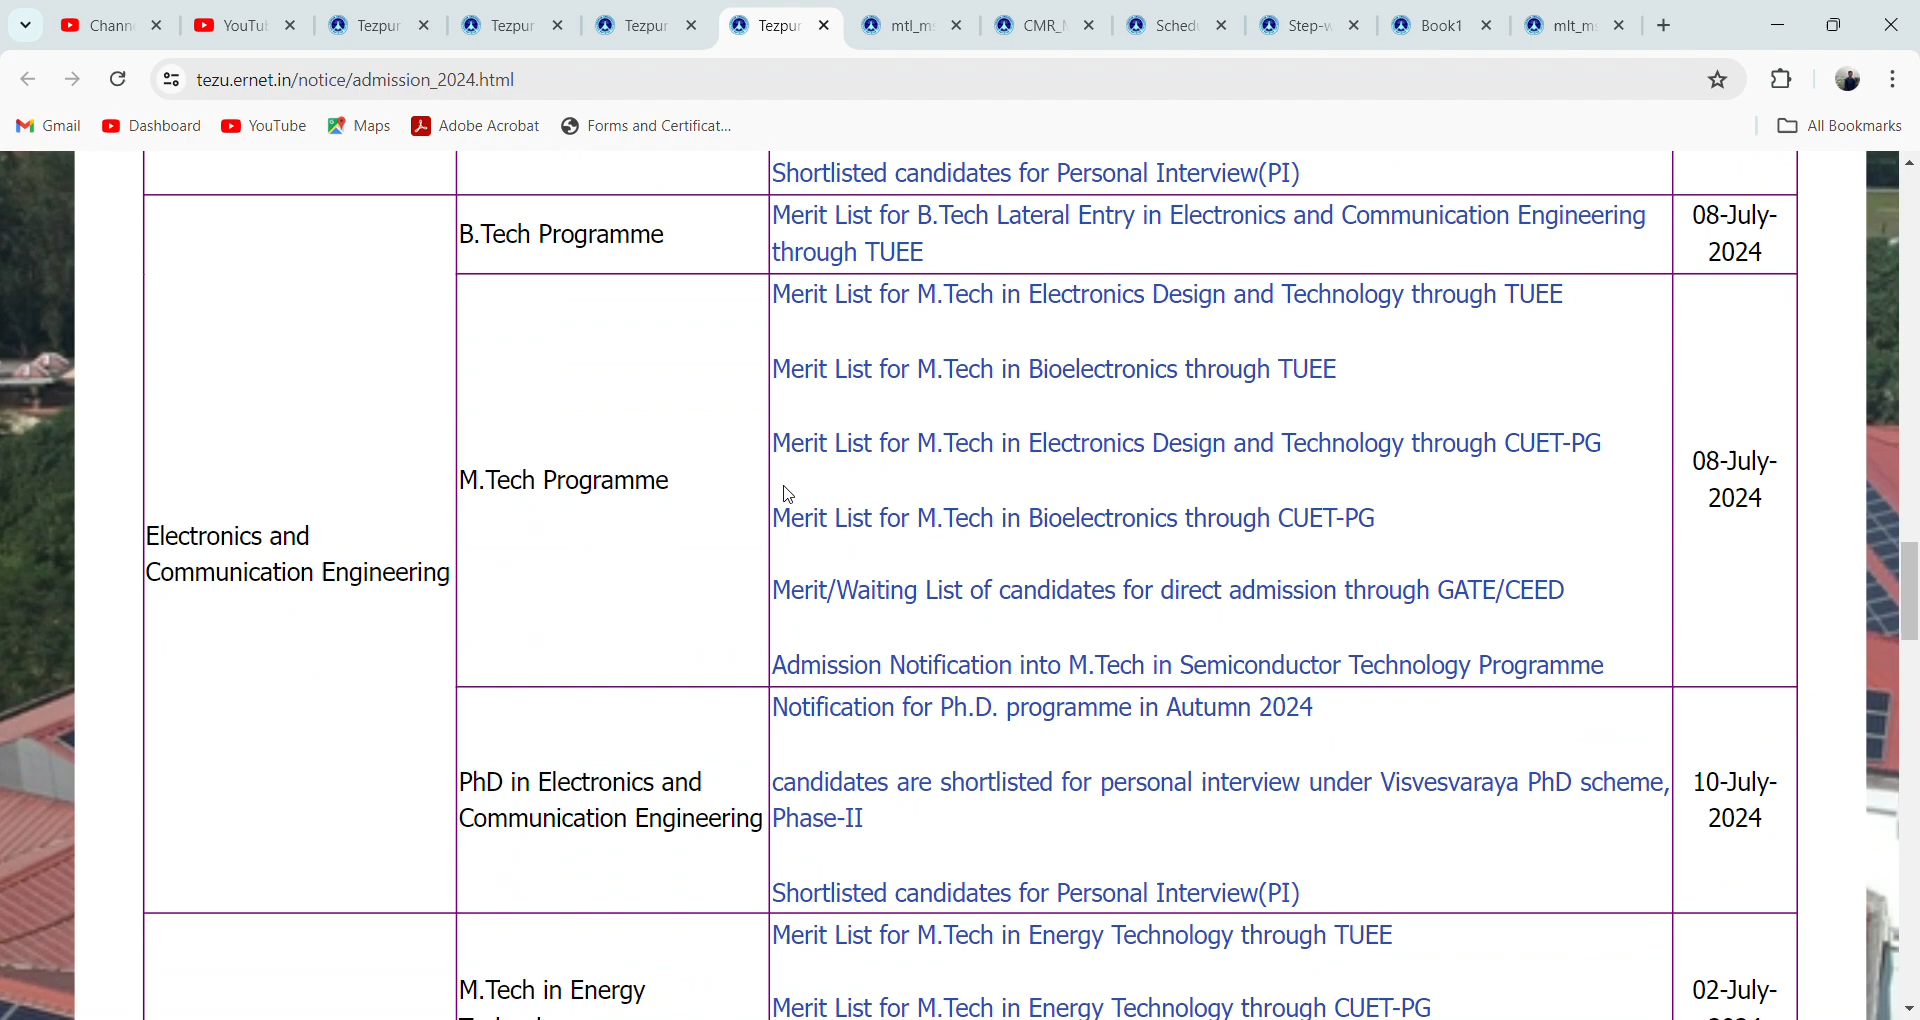 Chann
YouTub
Tezpur
Tezpur
Tezpur
Tezpur
mtl_m
CMR_
Sched
Step-w
Book1
mlt_m
tezu.ernet.in/notice/admission_2024.html
Gmail
Dashboard
YouTube
Maps
Adobe Acrobat
Forms and Certificat...
All Bookmarks
Shortlisted candidates for Personal Interview(PI)
B.Tech Programme
Merit List for B.Tech Lateral Entry in Electronics and Communication Engineering
through TUEE
08-July-
2024
Electronics and
Communication Engineering
M.Tech Programme
Merit List for M.Tech in Electronics Design and Technology through TUEE
Merit List for M.Tech in Bioelectronics through TUEE
Merit List for M.Tech in Electronics Design and Technology through CUET-PG
Merit List for M.Tech in Bioelectronics through CUET-PG
Merit/Waiting List of candidates for direct admission through GATE/CEED
Admission Notification into M.Tech in Semiconductor Technology Programme
08-July-
2024
PhD in Electronics and
Communication Engineering
Notification for Ph.D. programme in Autumn 2024
candidates are shortlisted for personal interview under Visvesvaraya PhD scheme,
Phase-II
Shortlisted candidates for Personal Interview(PI)
10-July-
2024
M.Tech in Energy
Merit List for M.Tech in Energy Technology through TUEE
Merit List for M.Tech in Energy Technology through CUET-PG
02-July-